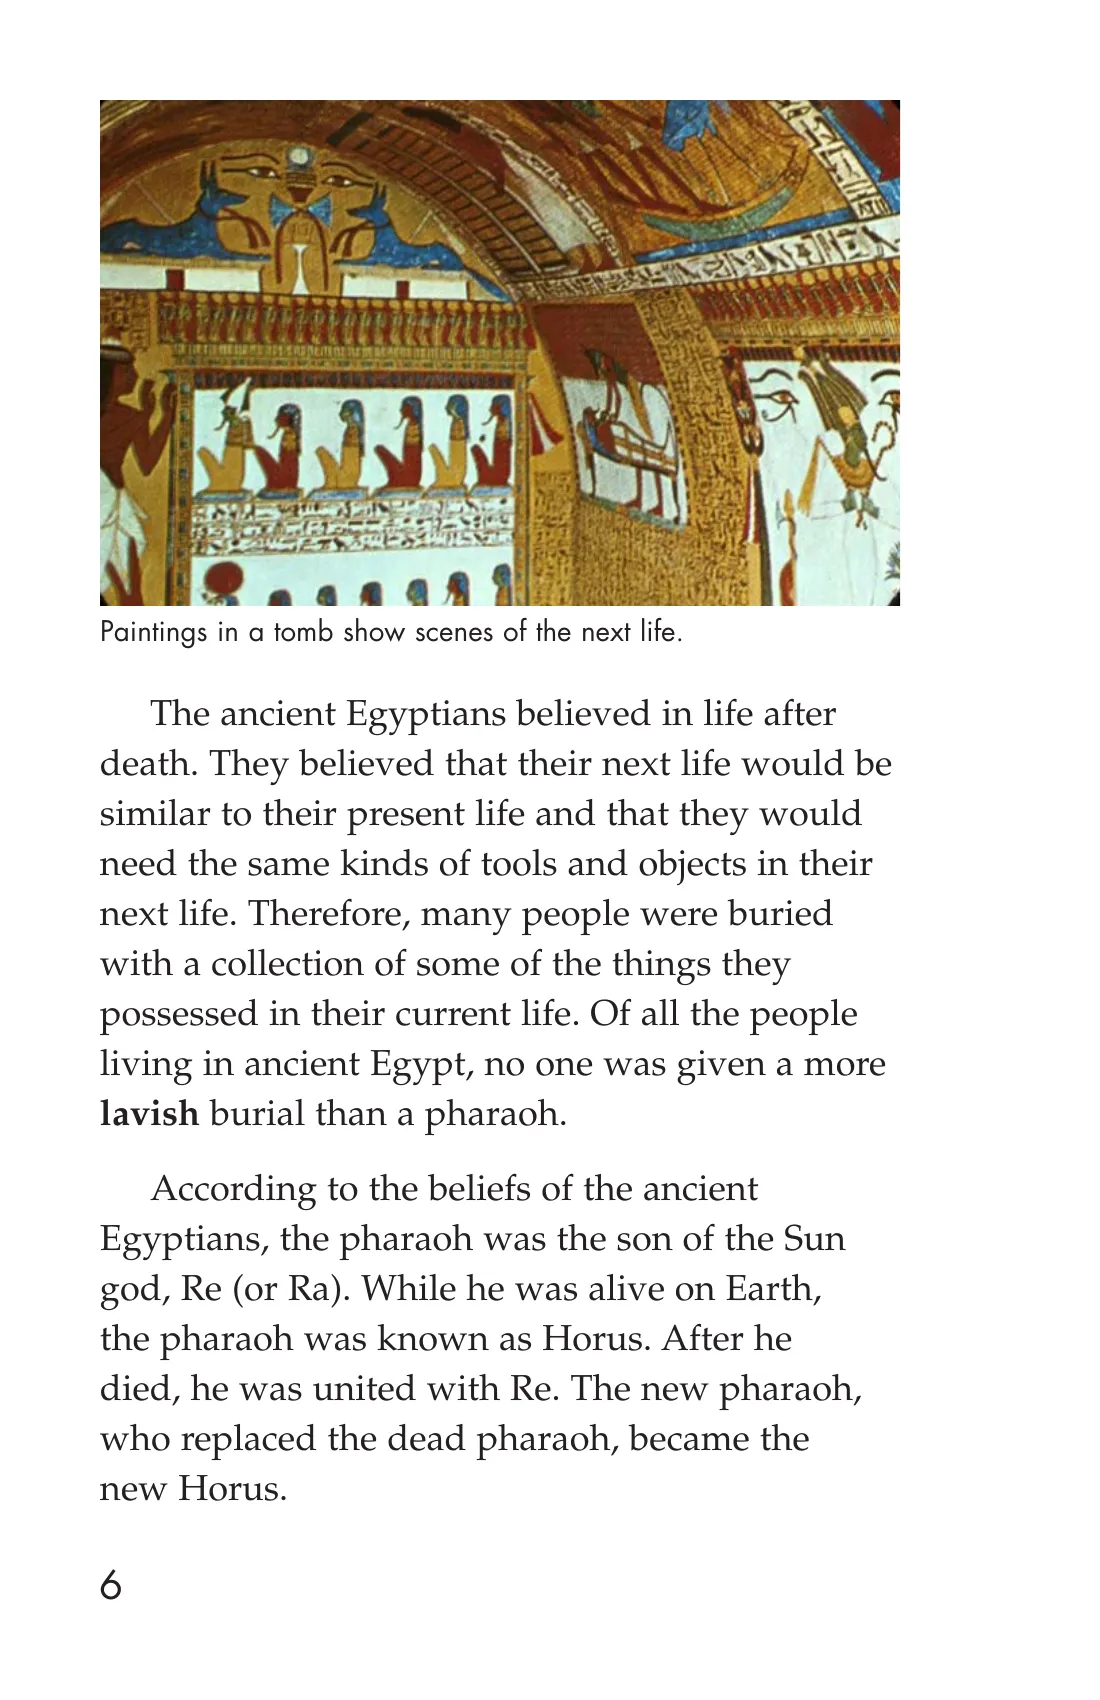 Paintings in a tomb show scenes of the next life.
The ancient Egyptians believed in life after
death. They believed that their next life would be
similar to their present life and that they would
need the same kinds of tools and objects in their
next life. Therefore, many people were buried
with a collection of some of the things they
possessed in their current life. Of all the people
living in ancient Egypt, no one was given a more
lavish burial than a pharaoh.
According to the beliefs of the ancient
Egyptians, the pharaoh was the son of the Sun
god, Re (or Ra). While he was alive on Earth,
the pharaoh was known as Horus. After he
died, he was united with Re. The new pharaoh,
who replaced the dead pharaoh, became the
new Horus.
6